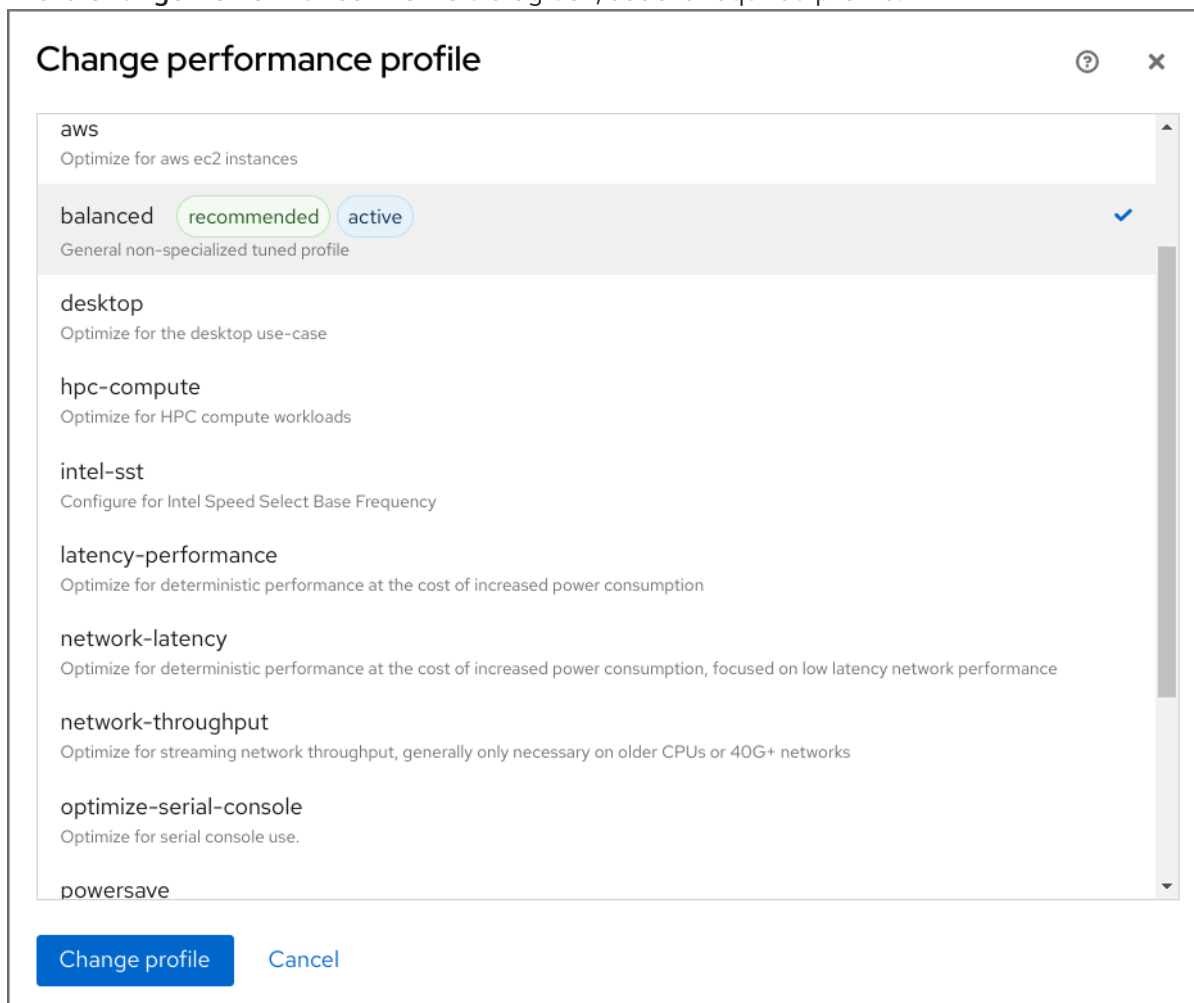 Change performance profile
aws
Optimize for aws ec2 instances
balanced recommended active
General non-specialized tuned profile
desktop
Optimize for the desktop use-case
hpc-compute
Optimize for HPC compute workloads
intel-sst
Configure for Intel Speed Select Base Frequency
latency-performance
Optimize for deterministic performance at the cost of increased power consumption
network-latency
Optimize for deterministic performance at the cost of increased power consumption, focused on low latency network performance
network-throughput
Optimize for streaming network throughput, generally only necessary on older CPUs or 40G+ networks
optimize-serial-console
Optimize for serial console use.
powersave
Change profile Cancel